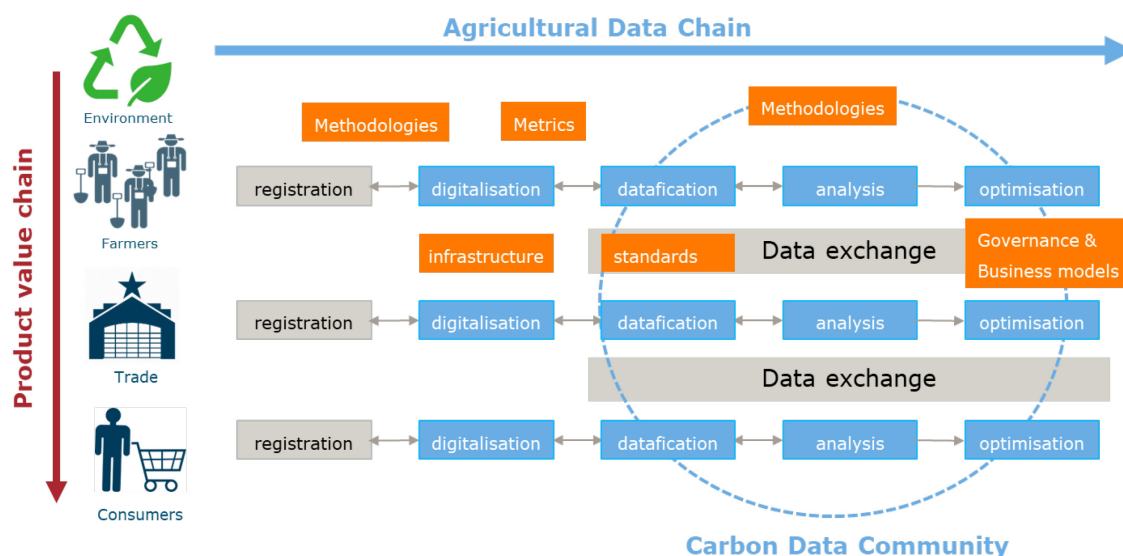 Agricultural Data Chain
Product value chain
Environment
Methodologies
Metrics
Methodologies
registration
digitalisation
datafication
analysis
optimisation
Farmers
infrastructure
standards
Data exchange
Governance &
Business models
registration
digitalisation
datafication
analysis
optimisation
Trade
Data exchange
registration
digitalisation
datafication
analysis
optimisation
Consumers
Carbon Data Community